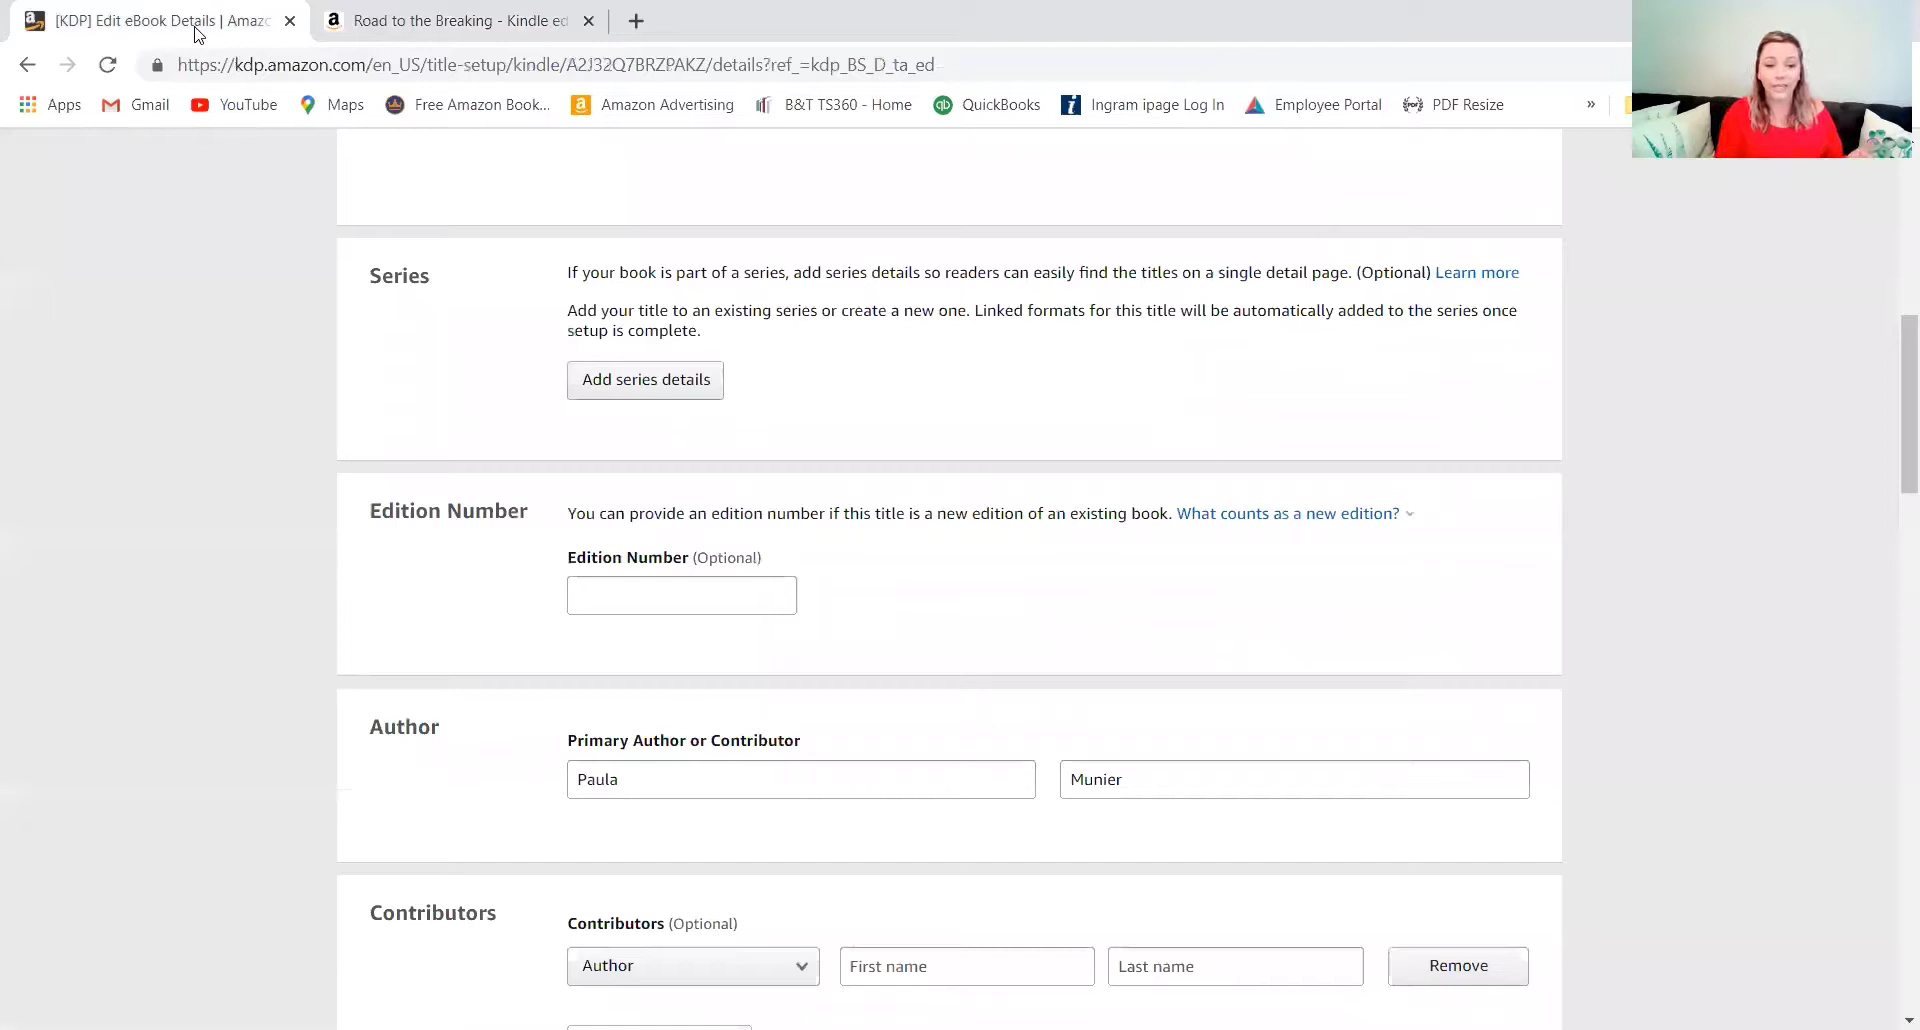 [KDP] Edit eBook Details | Amazo
Road to the Breaking - Kindle ed
https://kdp.amazon.com/en_US/title-setup/kindle/A2J32Q7BRZPAKZ/details?ref_=kdp_BS_D_ta_ed
Apps Gmail YouTube Maps Free Amazon Book... Amazon Advertising B&T TS360 - Home QuickBooks Ingram ipage Log In Employee Portal PDF Resize »
Series
If your book is part of a series, add series details so readers can easily find the titles on a single detail page. (Optional) Learn more
Add your title to an existing series or create a new one. Linked formats for this title will be automatically added to the series once
setup is complete.
Add series details
Edition Number
You can provide an edition number if this title is a new edition of an existing book. What counts as a new edition?
Edition Number (Optional)
Author
Primary Author or Contributor
Paula Munier
Contributors
Contributors (Optional)
Author First name Last name Remove